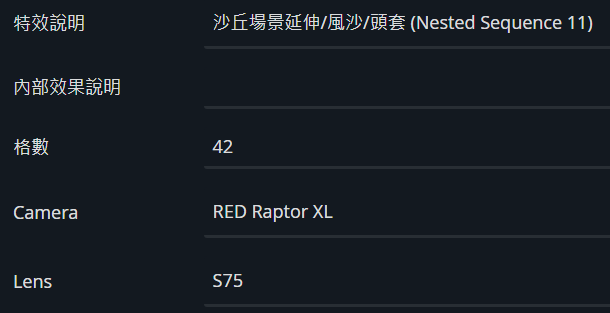 特效說明 沙丘場景延伸/風沙/頭套 (Nested Sequence 11)
內部效果說明
格數 42
Camera RED Raptor XL
Lens S75